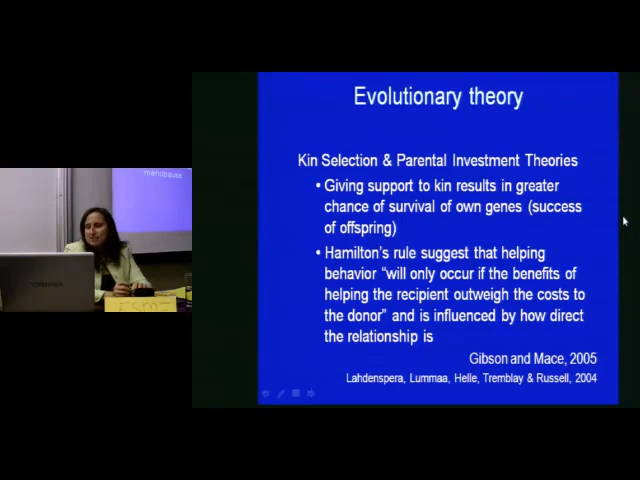 Evolutionary theory
Kin Selection & Parental Investment Theories
• Giving support to kin results in greater
chance of survival of own genes (success
of offspring)
• Hamilton's rule suggest that helping
behavior “will only occur if the benefits of
helping the recipient outweigh the costs to
the donor” and is influenced by how direct
the relationship is
Gibson and Mace, 2005
Lahdenspera, Lummaa, Helle, Tremblay & Russell, 2004
menopause
TOSHIBA